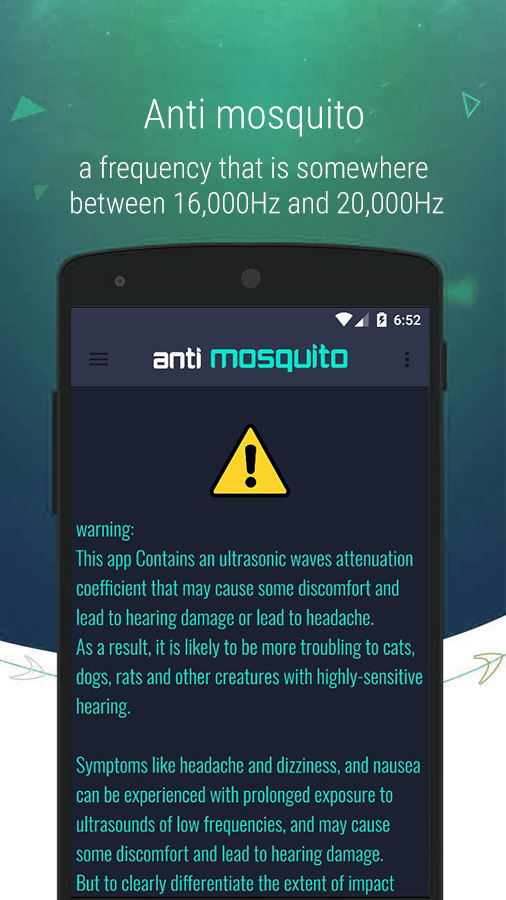 Anti mosquito
a frequency that is somewhere
between 16,000Hz and 20,000Hz
6:52
anti mosquito
warning:
This app Contains an ultrasonic waves attenuation
coefficient that may cause some discomfort and
lead to hearing damage or lead to headache.
As a result, it is likely to be more troubling to cats,
dogs, rats and other creatures with highly-sensitive
hearing.
Symptoms like headache and dizziness, and nausea
can be experienced with prolonged exposure to
ultrasounds of low frequencies, and may cause
some discomfort and lead to hearing damage.
But to clearly differentiate the extent of impact